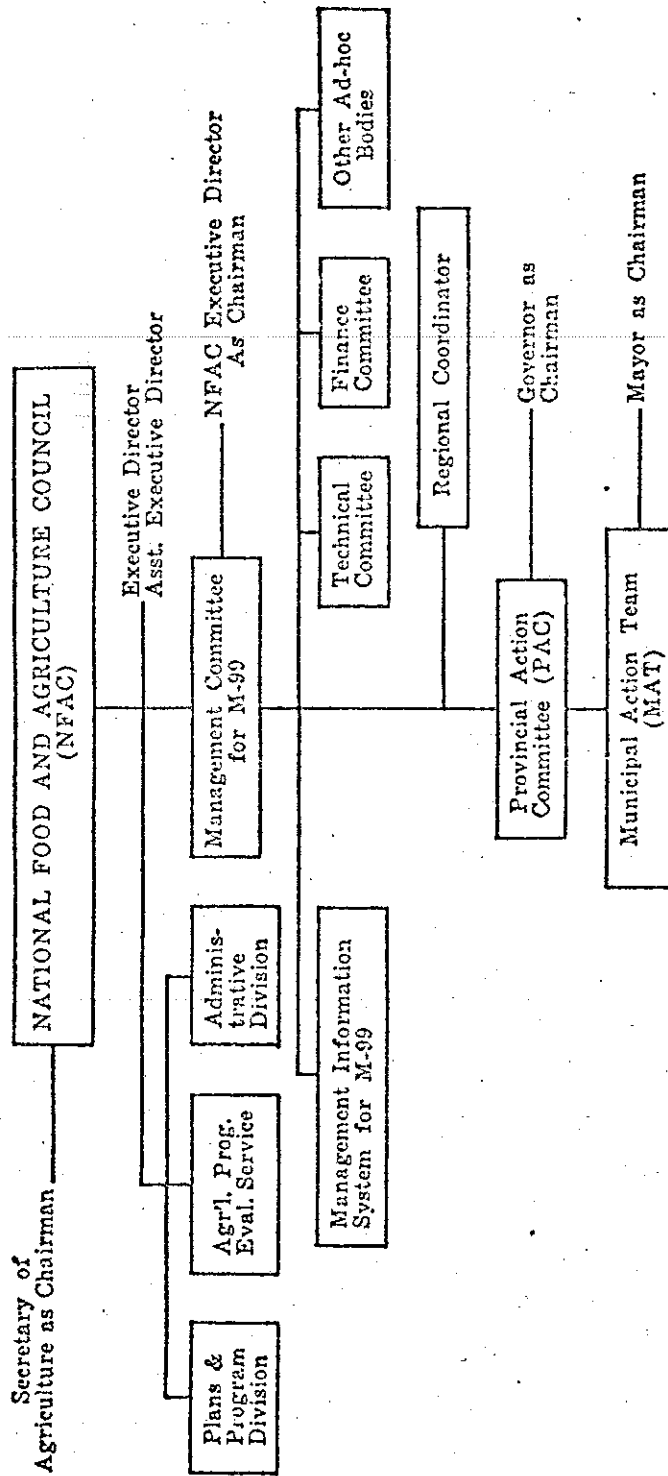 Secretary of
Agriculture as Chairman
NATIONAL FOOD AND AGRICULTURE COUNCIL
(NFAC)
Executive Director
Asst. Executive Director
Plans &
Program
Division
Agr'l. Prog.
Eval. Service
Adminis-
trative
Division
Management Committee
for M-99
NFAC Executive Director
As Chairman
Management Information
System for M-99
Technical
Committee
Finance
Committee
Other Ad-hoc
Bodies
Regional Coordinator
Provincial Action
Committee (PAC)
Governor as
Chairman
Municipal Action Team
(MAT)
Mayor as Chairman